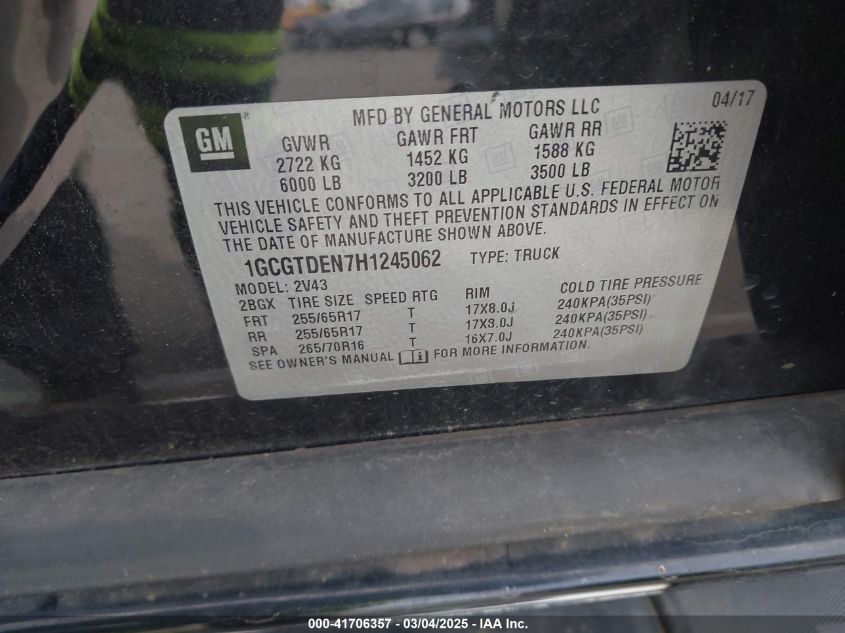 GM
MFD BY GENERAL MOTORS LLC 04/17
GVWR GAWR FRT GAWR RR
2722 KG 1452 KG 1588 KG
6000 LB 3200 LB 3500 LB
THIS VEHICLE CONFORMS TO ALL APPLICABLE U.S. FEDERAL MOTOR
VEHICLE SAFETY AND THEFT PREVENTION STANDARDS IN EFFECT ON
THE DATE OF MANUFACTURE SHOWN ABOVE.
1GCGTDEN7H1245062 TYPE: TRUCK
MODEL: 2V43
2BGX TIRE SIZE SPEED RTG RIM COLD TIRE PRESSURE
FRT 255/65R17 T 17X8.0J 240KPA(35PSI)
RR 255/65R17 T 17X8.0J 240KPA(35PSI)
SPA 265/70R16 T 16X7.0J 240KPA(35PSI)
SEE OWNER'S MANUAL FOR MORE INFORMATION.
000-41706357 - 03/04/2025 - IAA Inc.